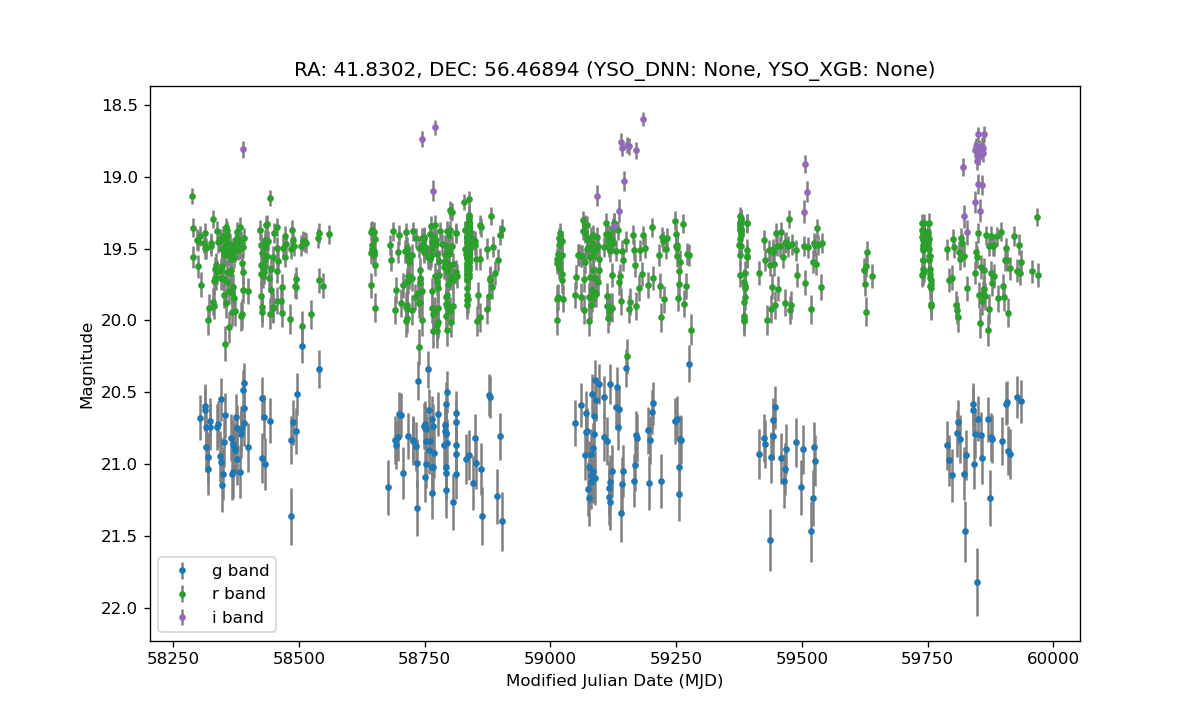 RA: 41.8302, DEC: 56.46894 (YSO_DNN: None, YSO_XGB: None)
18.5
19.0
19.5
20.0
20.5
21.0
21.5
22.0
Magnitude
g band
r band
i band
58250 58500 58750 59000 59250 59500 59750 60000
Modified Julian Date (MJD)